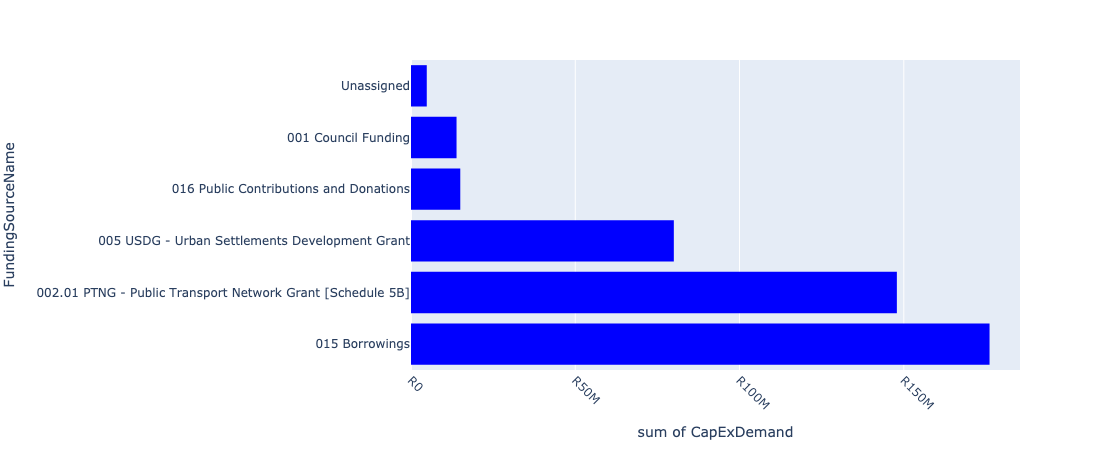 FundingSourceName
Unassigned
001 Council Funding
016 Public Contributions and Donations
005 USDG - Urban Settlements Development Grant
002.01 PTNG - Public Transport Network Grant [Schedule 5B]
015 Borrowings
R0
R50M
R100M
R150M
sum of CapExDemand